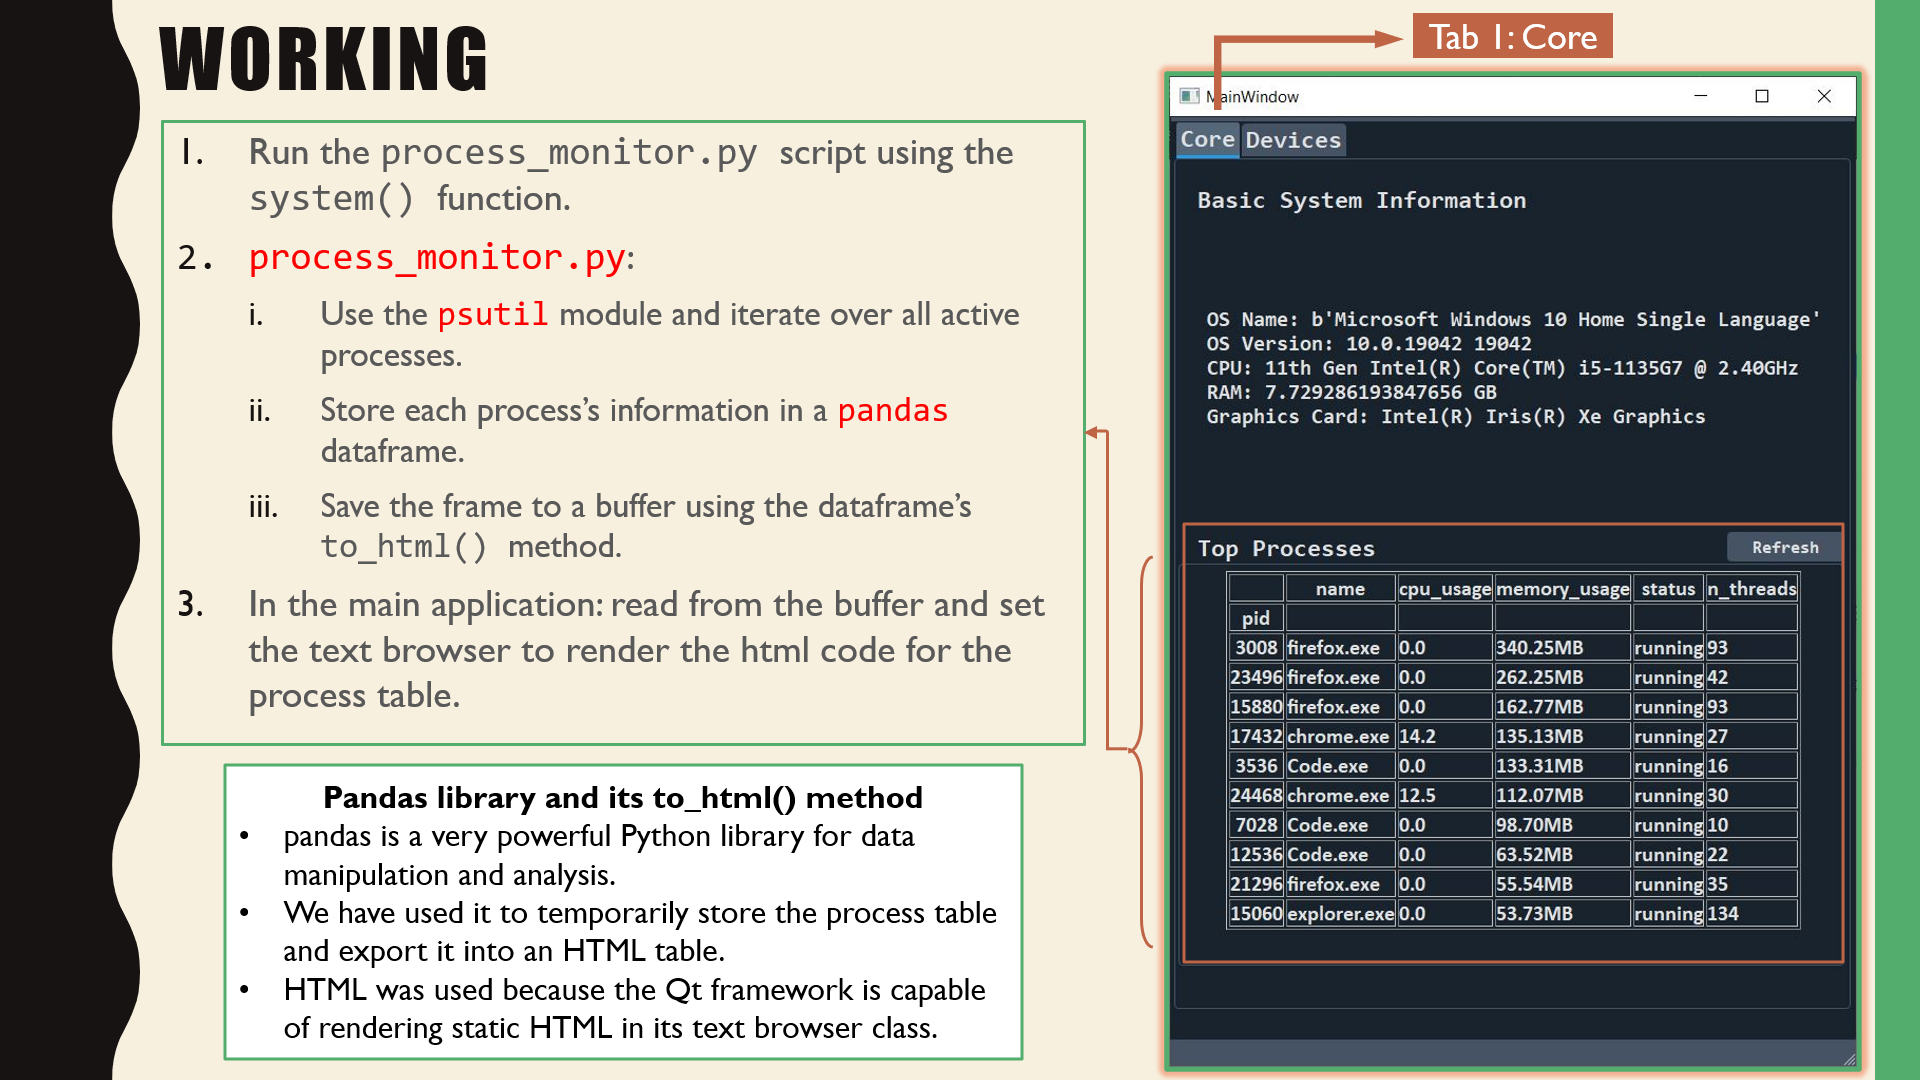 WORKING
1. Run the process_monitor.py script using the
system() function.
2. process_monitor.py:
i. Use the psutil module and iterate over all active
processes.
ii. Store each process’s information in a pandas
dataframe.
iii. Save the frame to a buffer using the dataframe’s
to_html() method.
3. In the main application: read from the buffer and set
the text browser to render the html code for the
process table.
Pandas library and its to_html() method
• pandas is a very powerful Python library for data
manipulation and analysis.
• We have used it to temporarily store the process table
and export it into an HTML table.
• HTML was used because the Qt framework is capable
of rendering static HTML in its text browser class.
Tab 1: Core
MainWindow
Core Devices
Basic System Information
OS Name: b'Microsoft Windows 10 Home Single Language'
OS Version: 10.0.19042 19042
CPU: 11th Gen Intel(R) Core(TM) i5-1135G7 @ 2.40GHz
RAM: 7.729286193847656 GB
Graphics Card: Intel(R) Iris(R) Xe Graphics
Top Processes Refresh
name cpu_usage memory_usage status n_threads
pid
3008 firefox.exe 0.0 340.25MB running 93
23496 firefox.exe 0.0 262.25MB running 42
15880 firefox.exe 0.0 162.77MB running 93
17432 chrome.exe 14.2 135.13MB running 27
3536 Code.exe 0.0 133.31MB running 16
24468 chrome.exe 12.5 112.07MB running 30
7028 Code.exe 0.0 98.70MB running 10
12536 Code.exe 0.0 63.52MB running 22
21296 firefox.exe 0.0 55.54MB running 35
15060 explorer.exe 0.0 53.73MB running 134